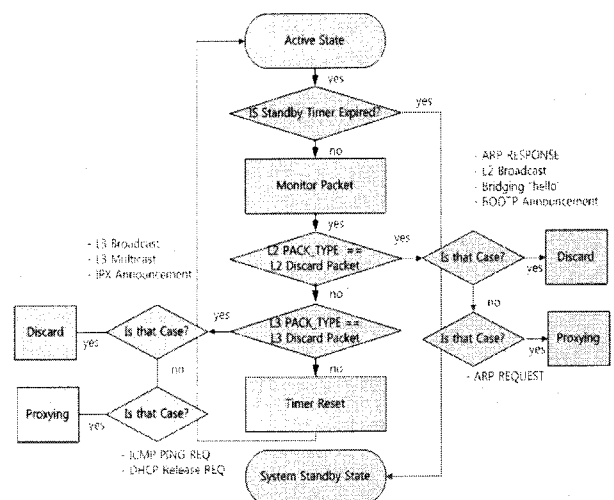 Active State
yes
IS Standby Timer Expired?
yes
no
Monitor Packet
- ARP RESPONSE
- L2 Broadcast
- Bridging "hello"
- BOOTP Announcement
yes
- L3 Broadcast
- L3 Multicast
- IPX Announcement
L2 PACK_TYPE ==
L2 Discard Packet
yes
Is that Case?
yes
Discard
no
no
Discard
yes
Is that Case?
yes
L3 PACK_TYPE ==
L3 Discard Packet
Is that Case?
yes
Proxying
no
no
- ARP REQUEST
Proxying
yes
Is that Case?
Timer Reset
- ICMP PING REQ
- DHCP Release REQ
System Standby State